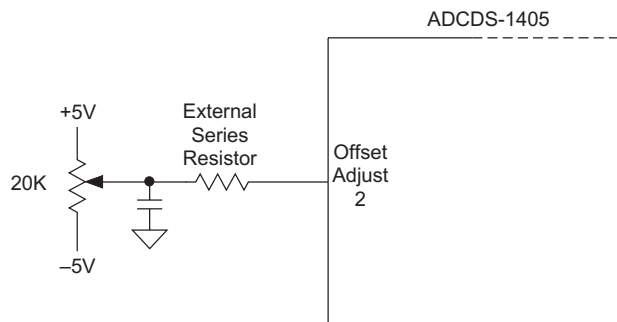 ADCDS-1405
+5V
External
Series
Resistor
20K
Offset
Adjust
2
–5V